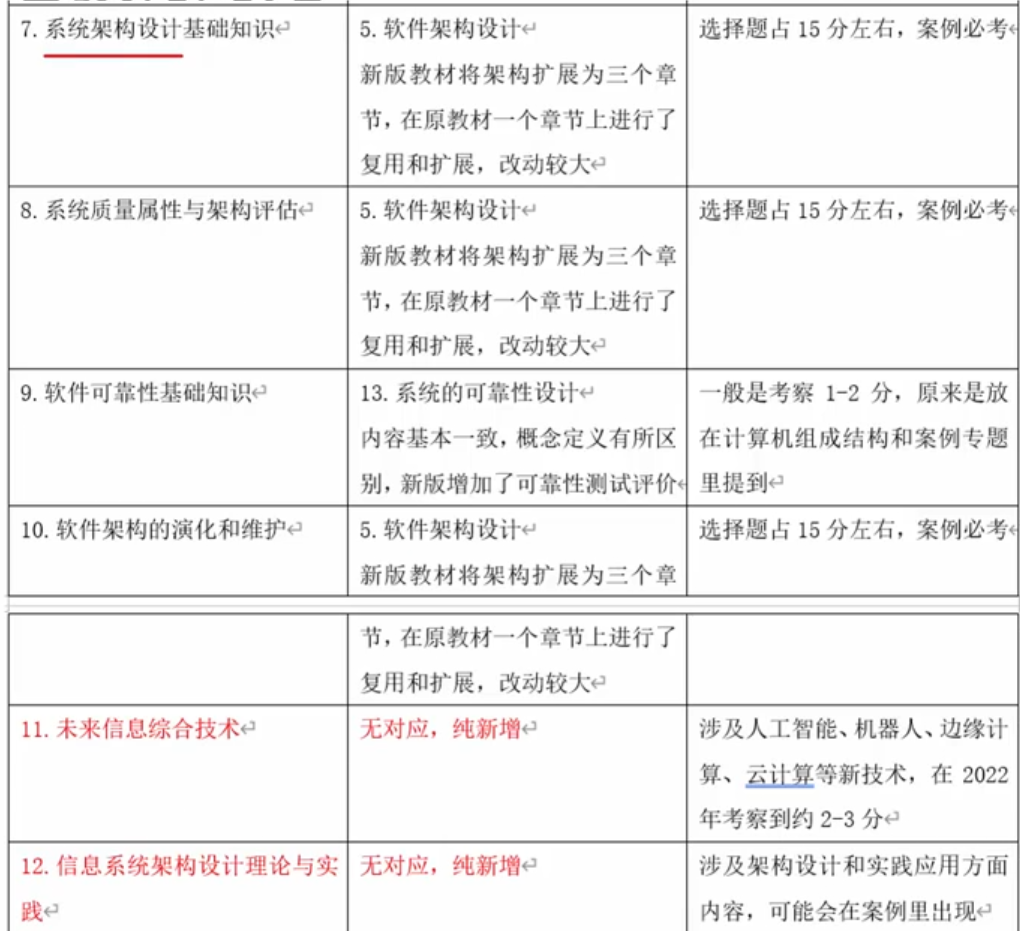 7. 系统架构设计基础知识
5. 软件架构设计
新版教材将架构扩展为三个章
节，在原教材一个章节上进行了
复用和扩展，改动较大
选择题占 15 分左右，案例必考
8. 系统质量属性与架构评估
5. 软件架构设计
新版教材将架构扩展为三个章
节，在原教材一个章节上进行了
复用和扩展，改动较大
选择题占 15 分左右，案例必考
9. 软件可靠性基础知识
13. 系统的可靠性设计
内容基本一致，概念定义有所区
别，新版增加了可靠性测试评价
一般是考察 1-2 分，原来是放
在计算机组成结构和案例专题
里提到
10. 软件架构的演化和维护
5. 软件架构设计
新版教材将架构扩展为三个章
选择题占 15 分左右，案例必考
节，在原教材一个章节上进行了
复用和扩展，改动较大
11. 未来信息综合技术
无对应，纯新增
涉及人工智能、机器人、边缘计
算、云计算等新技术，在 2022
年考察到约 2-3 分
12. 信息系统架构设计理论与实
践
无对应，纯新增
涉及架构设计和实践应用方面
内容，可能会在案例里出现